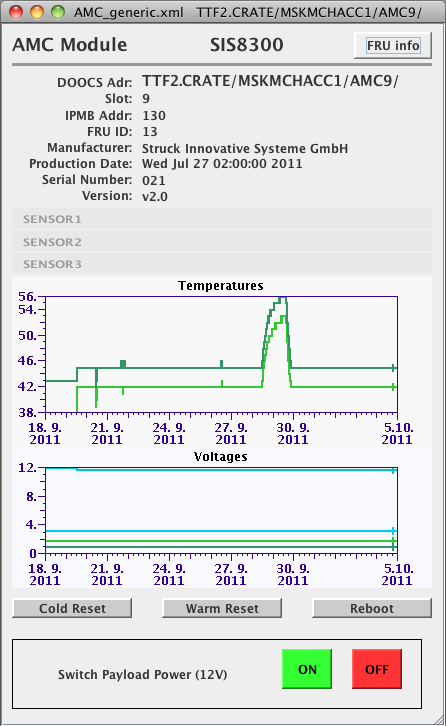 AMC_generic.xml TTF2.CRATE/MSKMCHACC1/AMC9/
AMC Module SIS8300 FRU info
DOOCS Adr: TTF2.CRATE/MSKMCHACC1/AMC9/
Slot: 9
IPMB Addr: 130
FRU ID: 13
Manufacturer: Struck Innovative Systeme GmbH
Production Date: Wed Jul 27 02:00:00 2011
Serial Number: 021
Version: v2.0
SENSOR1
SENSOR2
SENSOR3
Temperatures
56.
54.
50.
46.
42.
38.
18. 9. 21. 9. 24. 9. 27. 9. 30. 9. 5.10.
2011 2011 2011 2011 2011 2011
Voltages
12.
8.
4.
0
18. 9. 21. 9. 24. 9. 27. 9. 30. 9. 5.10.
2011 2011 2011 2011 2011 2011
Cold Reset Warm Reset Reboot
Switch Payload Power (12V) ON OFF